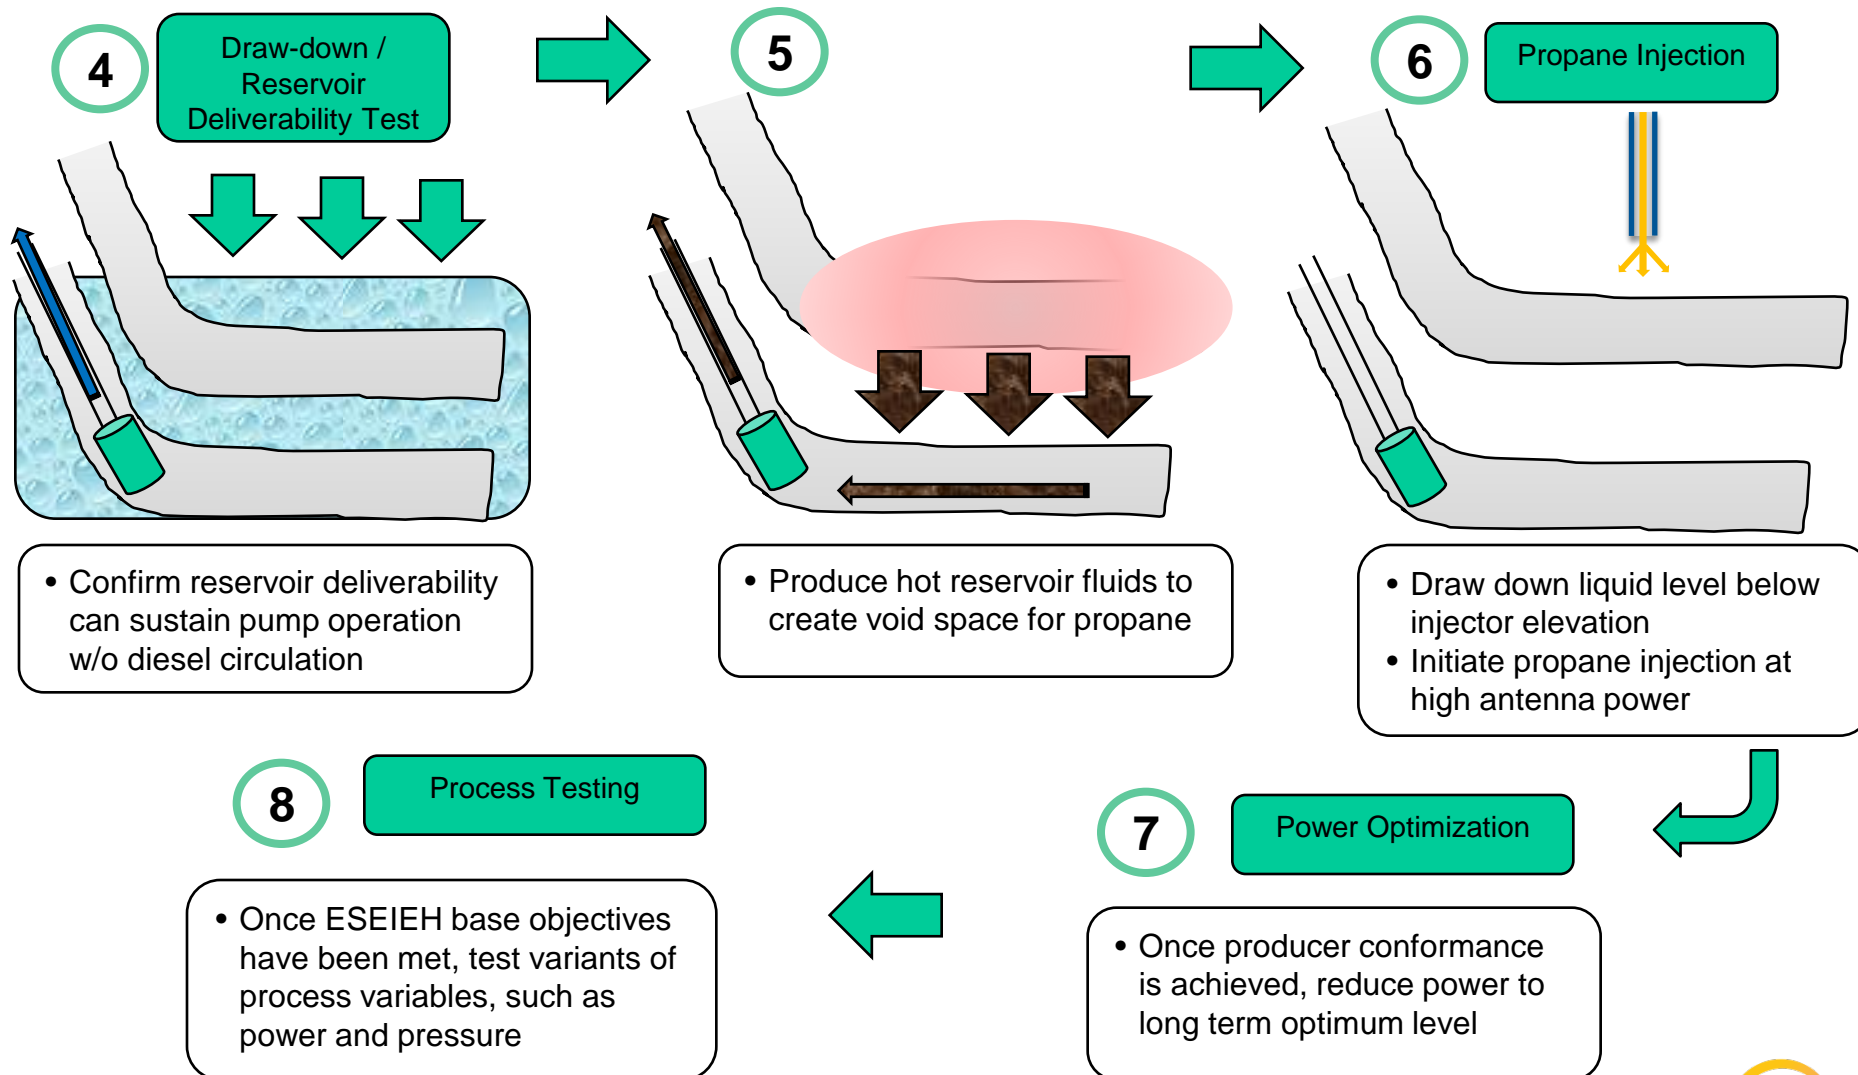 4
Draw-down /
Reservoir
Deliverability Test
• Confirm reservoir deliverability
can sustain pump operation
w/o diesel circulation
5
• Produce hot reservoir fluids to
create void space for propane
6
Propane Injection
• Draw down liquid level below
injector elevation
• Initiate propane injection at
high antenna power
7
Power Optimization
• Once producer conformance
is achieved, reduce power to
long term optimum level
8
Process Testing
• Once ESEIEH base objectives
have been met, test variants of
process variables, such as
power and pressure